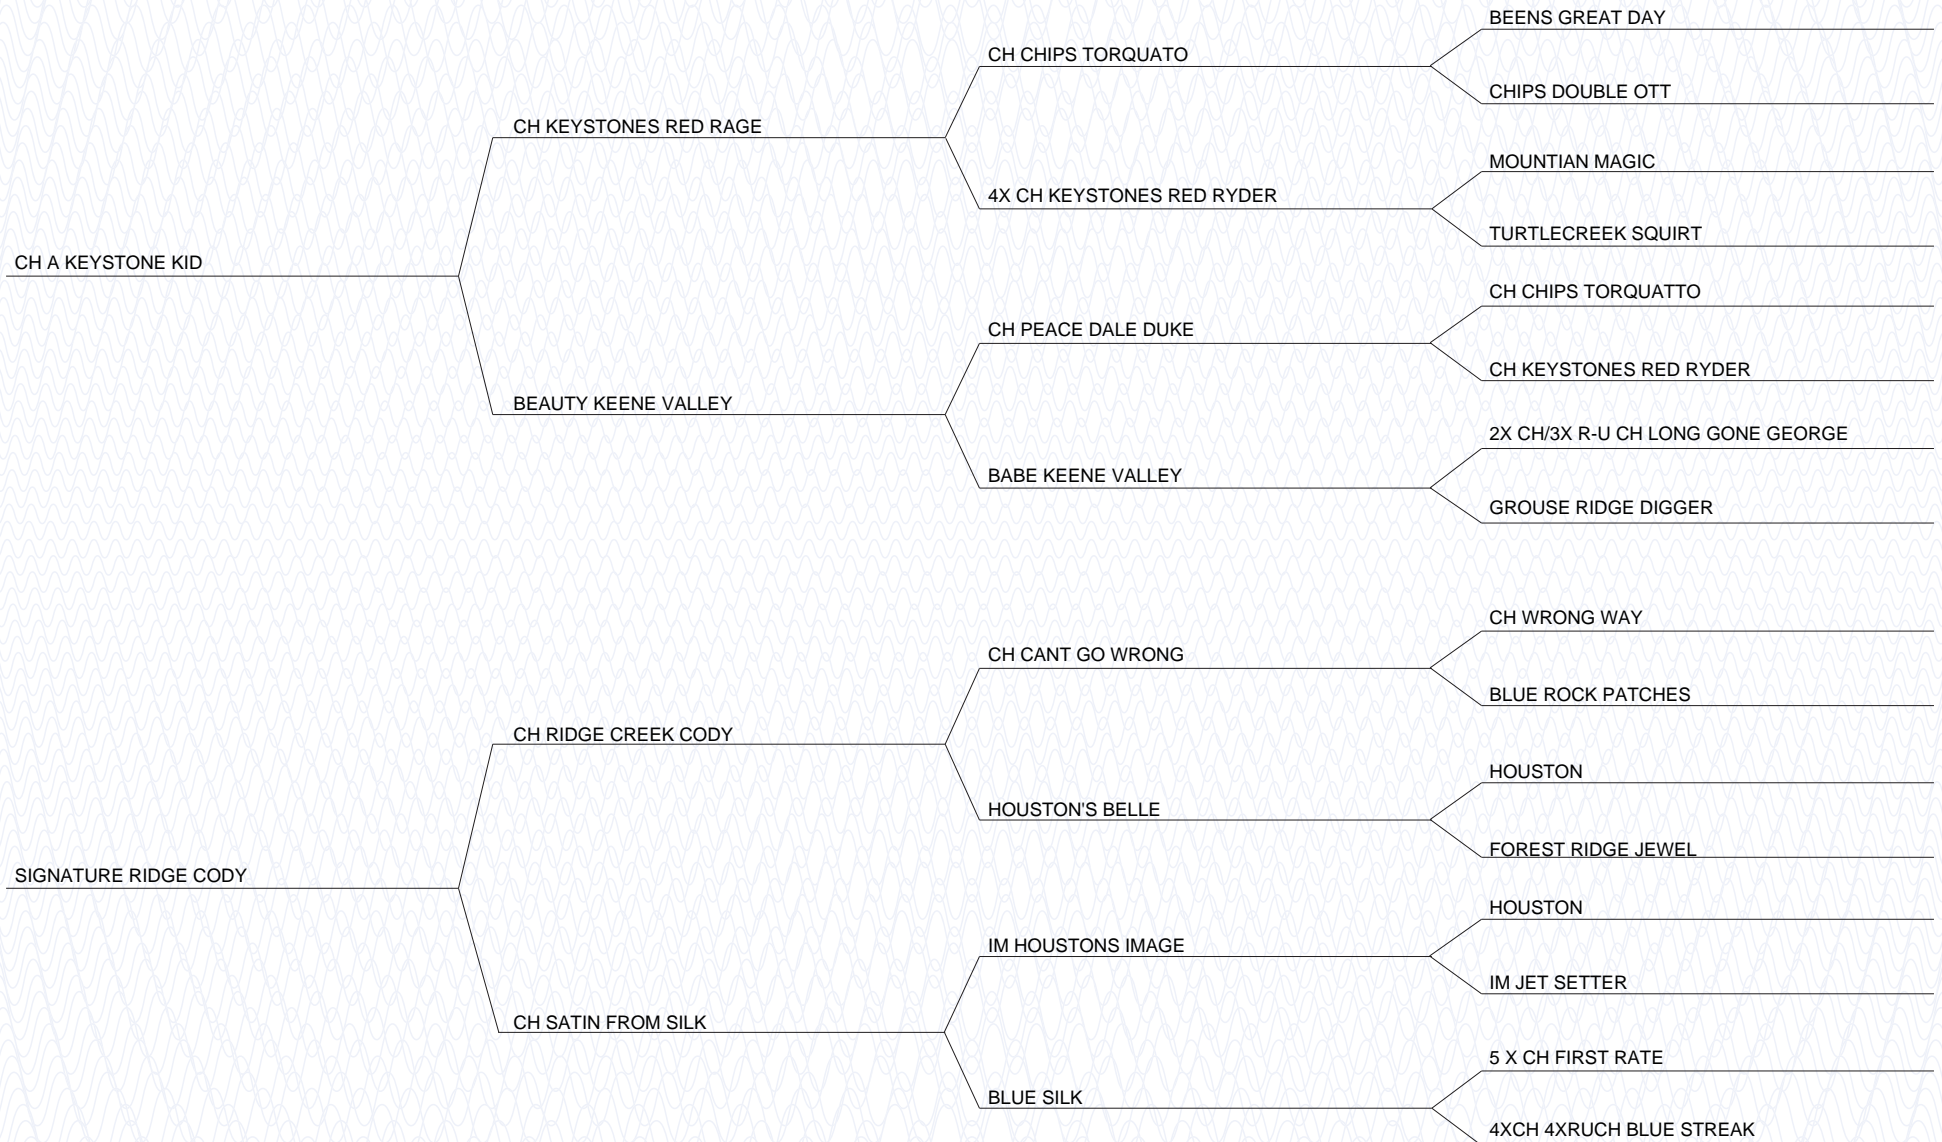 BEENS GREAT DAY
CH CHIPS TORQUATO
CHIPS DOUBLE OTT
CH KEYSTONES RED RAGE
MOUNTIAN MAGIC
4X CH KEYSTONES RED RYDER
TURTLECREEK SQUIRT
CH A KEYSTONE KID
CH CHIPS TORQUATTO
CH PEACE DALE DUKE
CH KEYSTONES RED RYDER
BEAUTY KEENE VALLEY
2X CH/3X R-U CH LONG GONE GEORGE
BABE KEENE VALLEY
GROUSE RIDGE DIGGER
CH WRONG WAY
CH CANT GO WRONG
BLUE ROCK PATCHES
CH RIDGE CREEK CODY
HOUSTON
HOUSTON'S BELLE
FOREST RIDGE JEWEL
SIGNATURE RIDGE CODY
HOUSTON
IM HOUSTONS IMAGE
IM JET SETTER
CH SATIN FROM SILK
5 X CH FIRST RATE
BLUE SILK
4XCH 4XRUCH BLUE STREAK